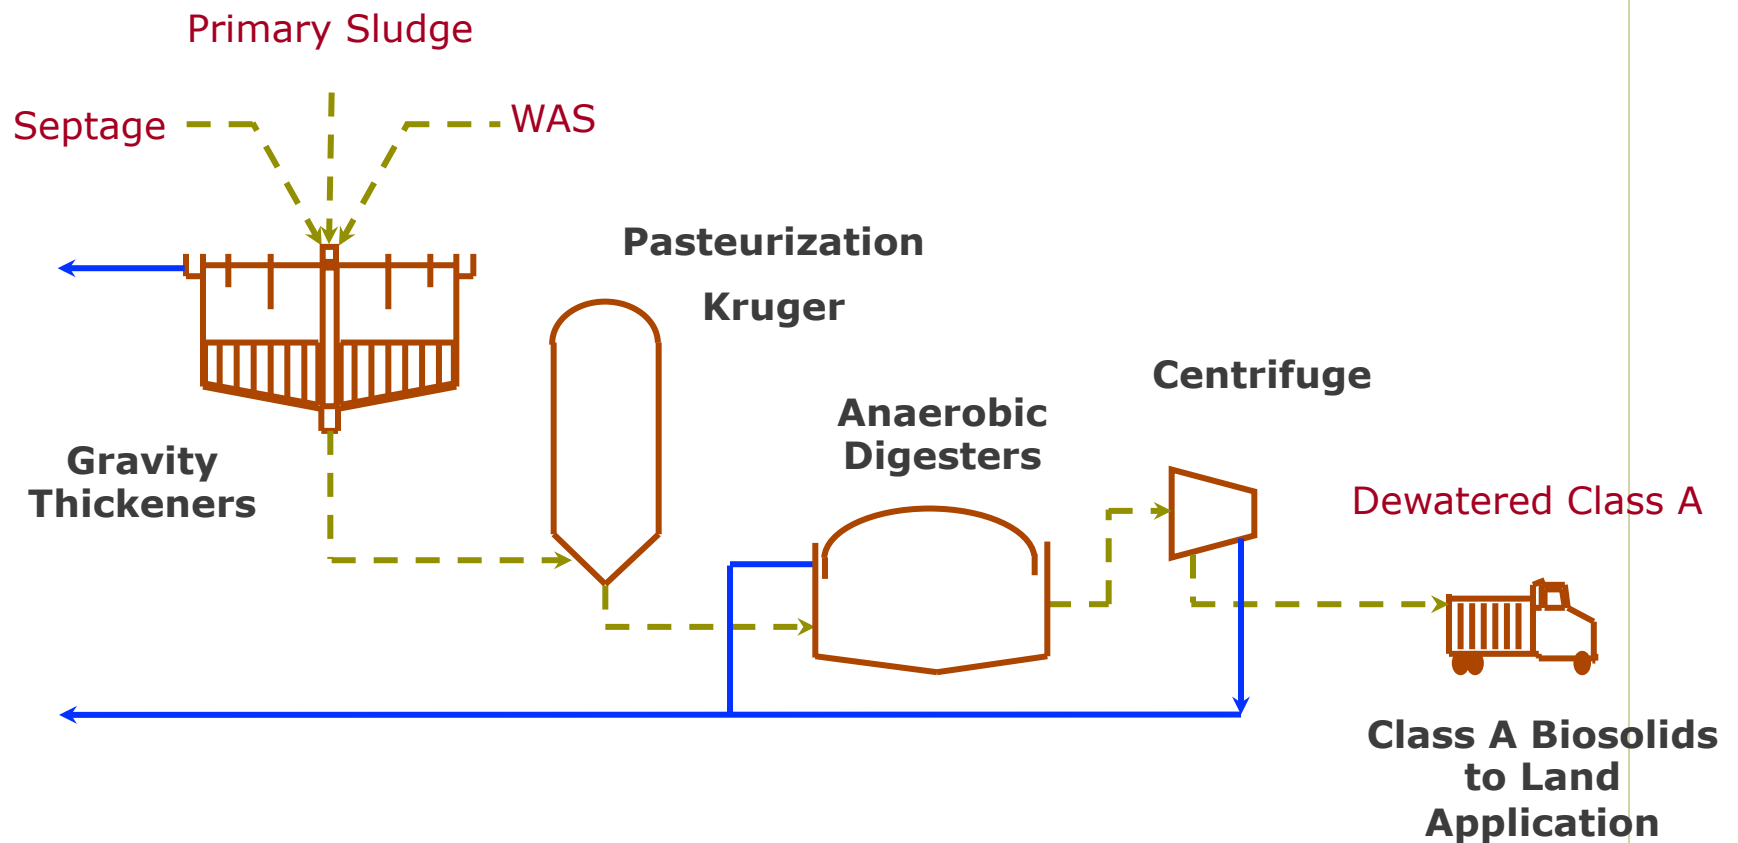 Primary Sludge
Septage
WAS
Pasteurization
Kruger
Centrifuge
Anaerobic
Digesters
Gravity
Thickeners
Dewatered Class A
Class A Biosolids
to Land
Application